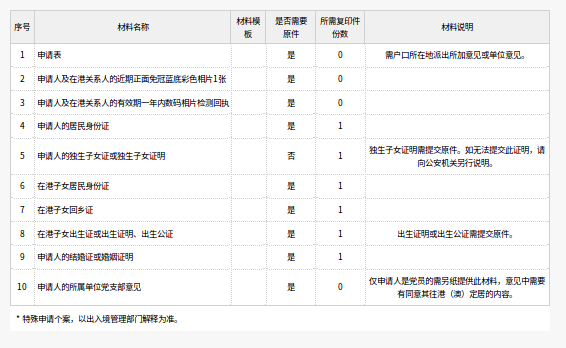 序号 材料名称 材料模板 是否需要原件 所需复印件份数 材料说明
1 申请表 是 0 需户口所在地派出所加意见或单位意见。
2 申请人及在港关系人的近期正面免冠蓝底彩色相片1张 是 0
3 申请人及在港关系人的有效期一年内数码相片检测回执 是 0
4 申请人的居民身份证 是 1
5 申请人的独生子女证或独生子女证明 否 1 独生子女证明需提交原件。如无法提交此证明，请
向公安机关另行说明。
6 在港子女居民身份证 是 1
7 在港子女回乡证 是 1
8 在港子女出生证或出生证明、出生公证 是 1 出生证明或出生公证需提交原件。
9 申请人的结婚证或婚姻证明 是 1
10 申请人的所属单位党支部意见 是 0 仅申请人是党员的需另纸提供此材料，意见中需要
有同意其往港（澳）定居的内容。
* 特殊申请个案，以出入境管理部门解释为准。